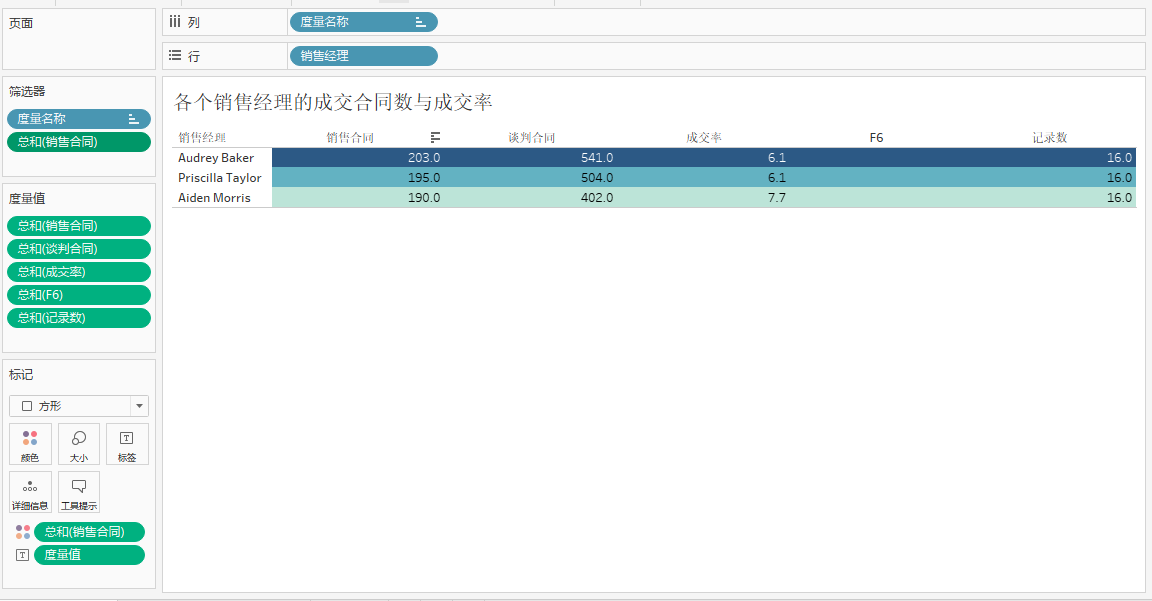 页面
筛选器
度量名称
总和(销售合同)
度量值
总和(销售合同)
总和(谈判合同)
总和(成交率)
总和(F6)
总和(记录数)
标记
方形
颜色 大小 标签
详细信息 工具提示
总和(销售合同)
度量值
列 度量名称
行 销售经理
各个销售经理的成交合同数与成交率
销售经理 销售合同 谈判合同 成交率 F6 记录数
Audrey Baker 203.0 541.0 6.1 16.0
Priscilla Taylor 195.0 504.0 6.1 16.0
Aiden Morris 190.0 402.0 7.7 16.0